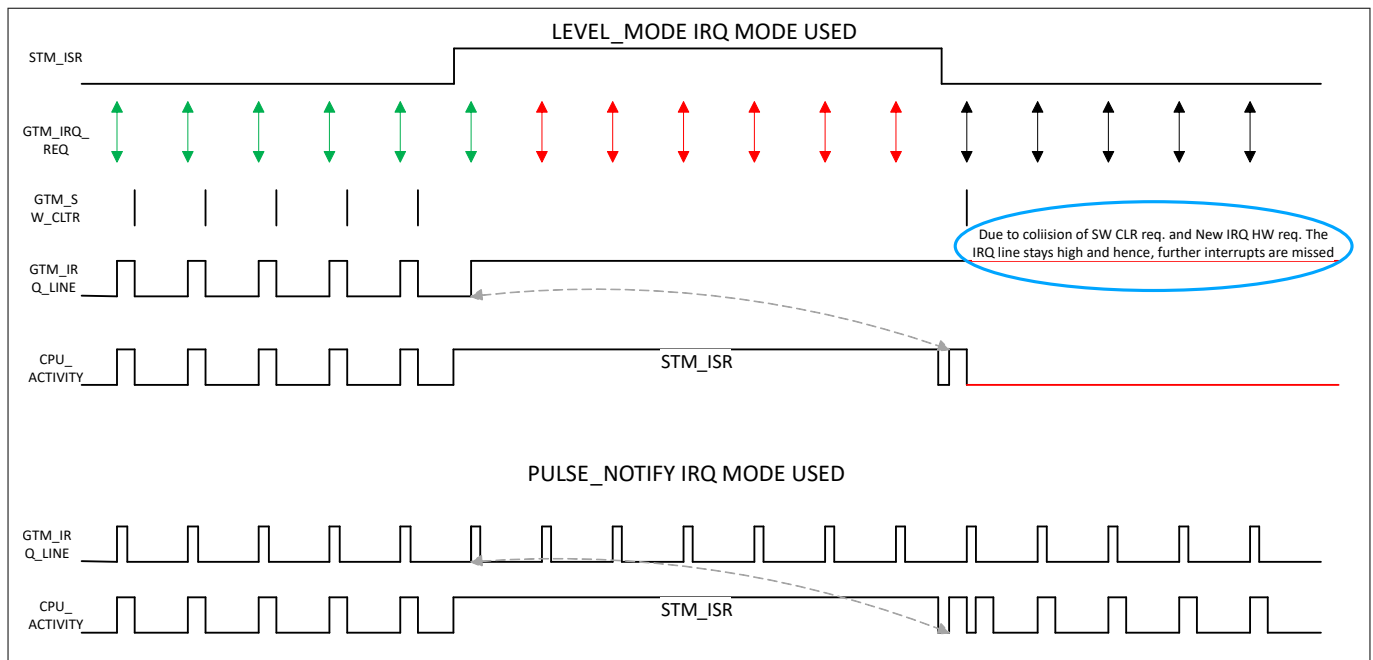 LEVEL_MODE IRQ MODE USED
STM_ISR
GTM_IRQ_
REQ
GTM_S
W_CLTR
Due to coliision of SW CLR req. and New IRQ HW req. The
IRQ line stays high and hence, further interrupts are missed
GTM_IR
Q_LINE
STM_ISR
CPU_
ACTIVITY
PULSE_NOTIFY IRQ MODE USED
GTM_IR
Q_LINE
STM_ISR
CPU_
ACTIVITY